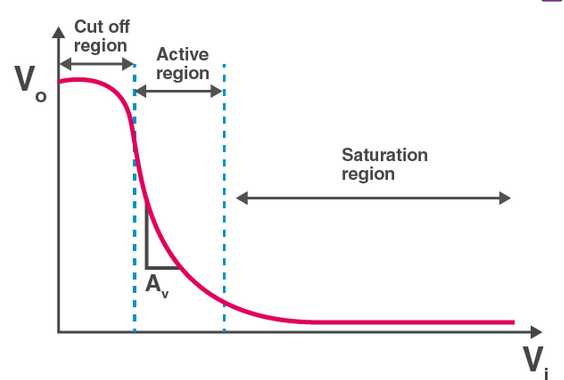 Cut off
region
Active
region
Vo
Saturation
region
Av
Vi